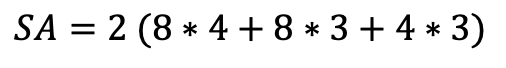 SA = 2 (8 * 4 + 8 * 3 + 4 * 3)